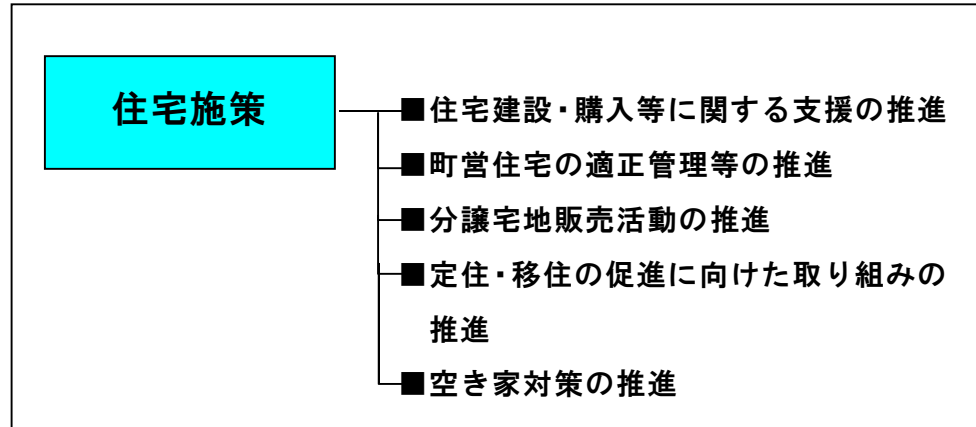 住宅施策
■住宅建設・購入等に関する支援の推進
■町営住宅の適正管理等の推進
■分譲宅地販売活動の推進
■定住・移住の促進に向けた取り組みの
推進
■空き家対策の推進